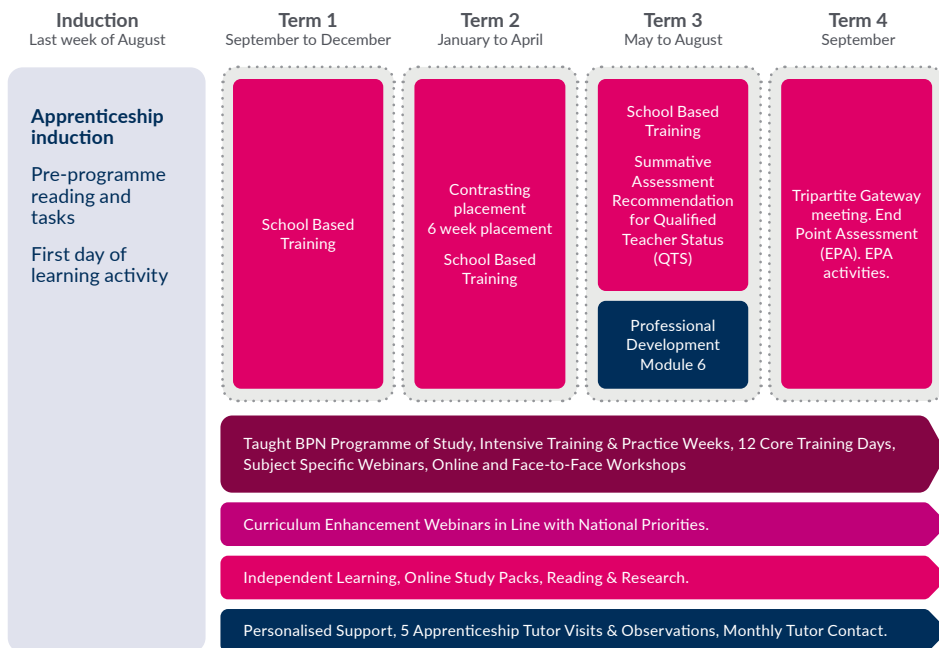 Induction
Last week of August
Term 1
September to December
Term 2
January to April
Term 3
May to August
Term 4
September
Apprenticeship
induction
Pre-programme
reading and
tasks
First day of
learning activity
School Based
Training
Contrasting
placement
6 week placement
School Based
Training
School Based
Training
Summative
Assessment
Recommendation
for Qualified
Teacher Status
(QTS)
Professional
Development
Module 6
Tripartite Gateway
meeting. End
Point Assessment
(EPA). EPA
activities.
Taught BPN Programme of Study, Intensive Training & Practice Weeks, 12 Core Training Days,
Subject Specific Webinars, Online and Face-to-Face Workshops
Curriculum Enhancement Webinars in Line with National Priorities.
Independent Learning, Online Study Packs, Reading & Research.
Personalised Support, 5 Apprenticeship Tutor Visits & Observations, Monthly Tutor Contact.